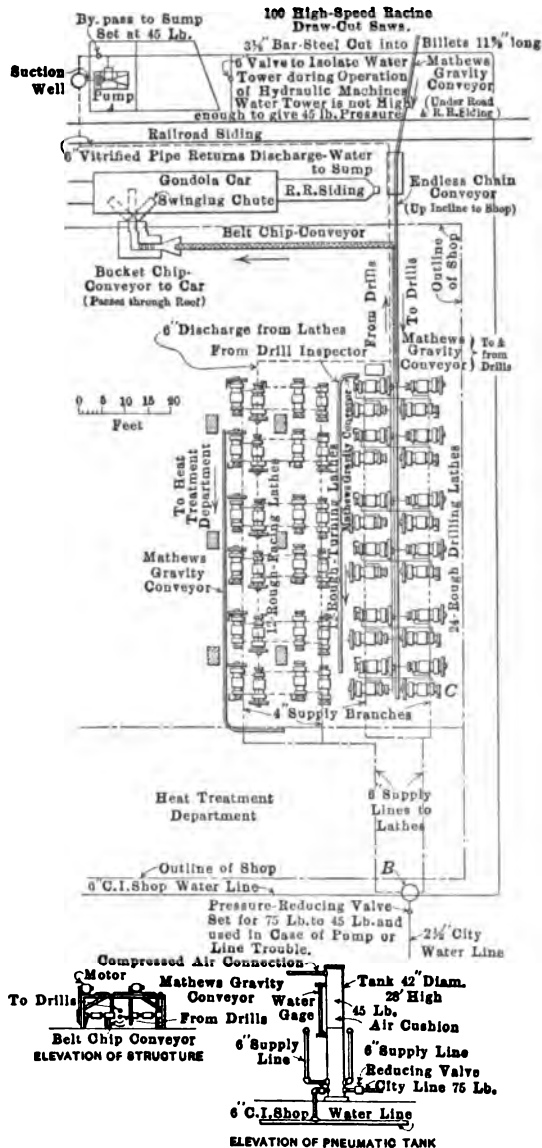 100 High-Speed Racine
Draw-Cut Saws.
By. pass to Sump
Set at 45 Lb.
3⅛" Bar-Steel Cut into Billets 11⅝" long
6" Valve to Isolate Water
Tower during Operation
of Hydraulic Machines
Water Tower is not High
enough to give 45 lb. Pressure
Mathews
Gravity
Conveyor
(Under Road
& R.R. Siding)
Suction
Well
Pump
Railroad Siding
6" Vitrified Pipe Returns Discharge-Water
to Sump
Gondola Car
Swinging Chute
R.R. Siding
Endless Chain
Conveyor
(Up Incline to Shop)
Belt Chip-Conveyor
Bucket Chip-
Conveyor to Car
(Passes through Roof)
Outline
of Shop
From Drills
To Drills
6" Discharge from Lathes
From Drill Inspector
Mathews
Gravity
Conveyor
To &
from
Drills
0 5 10 20
Feet
To Heat
Treatment
Department
Mathews
Gravity
Conveyor
12-Rough-Facing Lathes
Rough-Turning Lathes
Mathews Gravity Conveyor
24-Rough Drilling Lathes
C
4" Supply Branches
Heat Treatment
Department
6" Supply
Lines to
Lathes
Outline of Shop
B
6" C.I. Shop Water Line
Pressure-Reducing Valve
Set for 75 Lb. to 45 Lb. and
used in Case of Pump or
Line Trouble.
2½" City
Water Line
Compressed Air Connection
Motor
Mathews Gravity
Conveyor
To Drills
From Drills
Belt Chip Conveyor
ELEVATION OF STRUCTURE
Water
Gage
Tank 42" Diam.
28' High
45 Lb.
Air Cushion
6" Supply
Line
6" Supply Line
Reducing Valve
City Line 75 Lb.
6" C.I. Shop Water Line
ELEVATION OF PNEUMATIC TANK